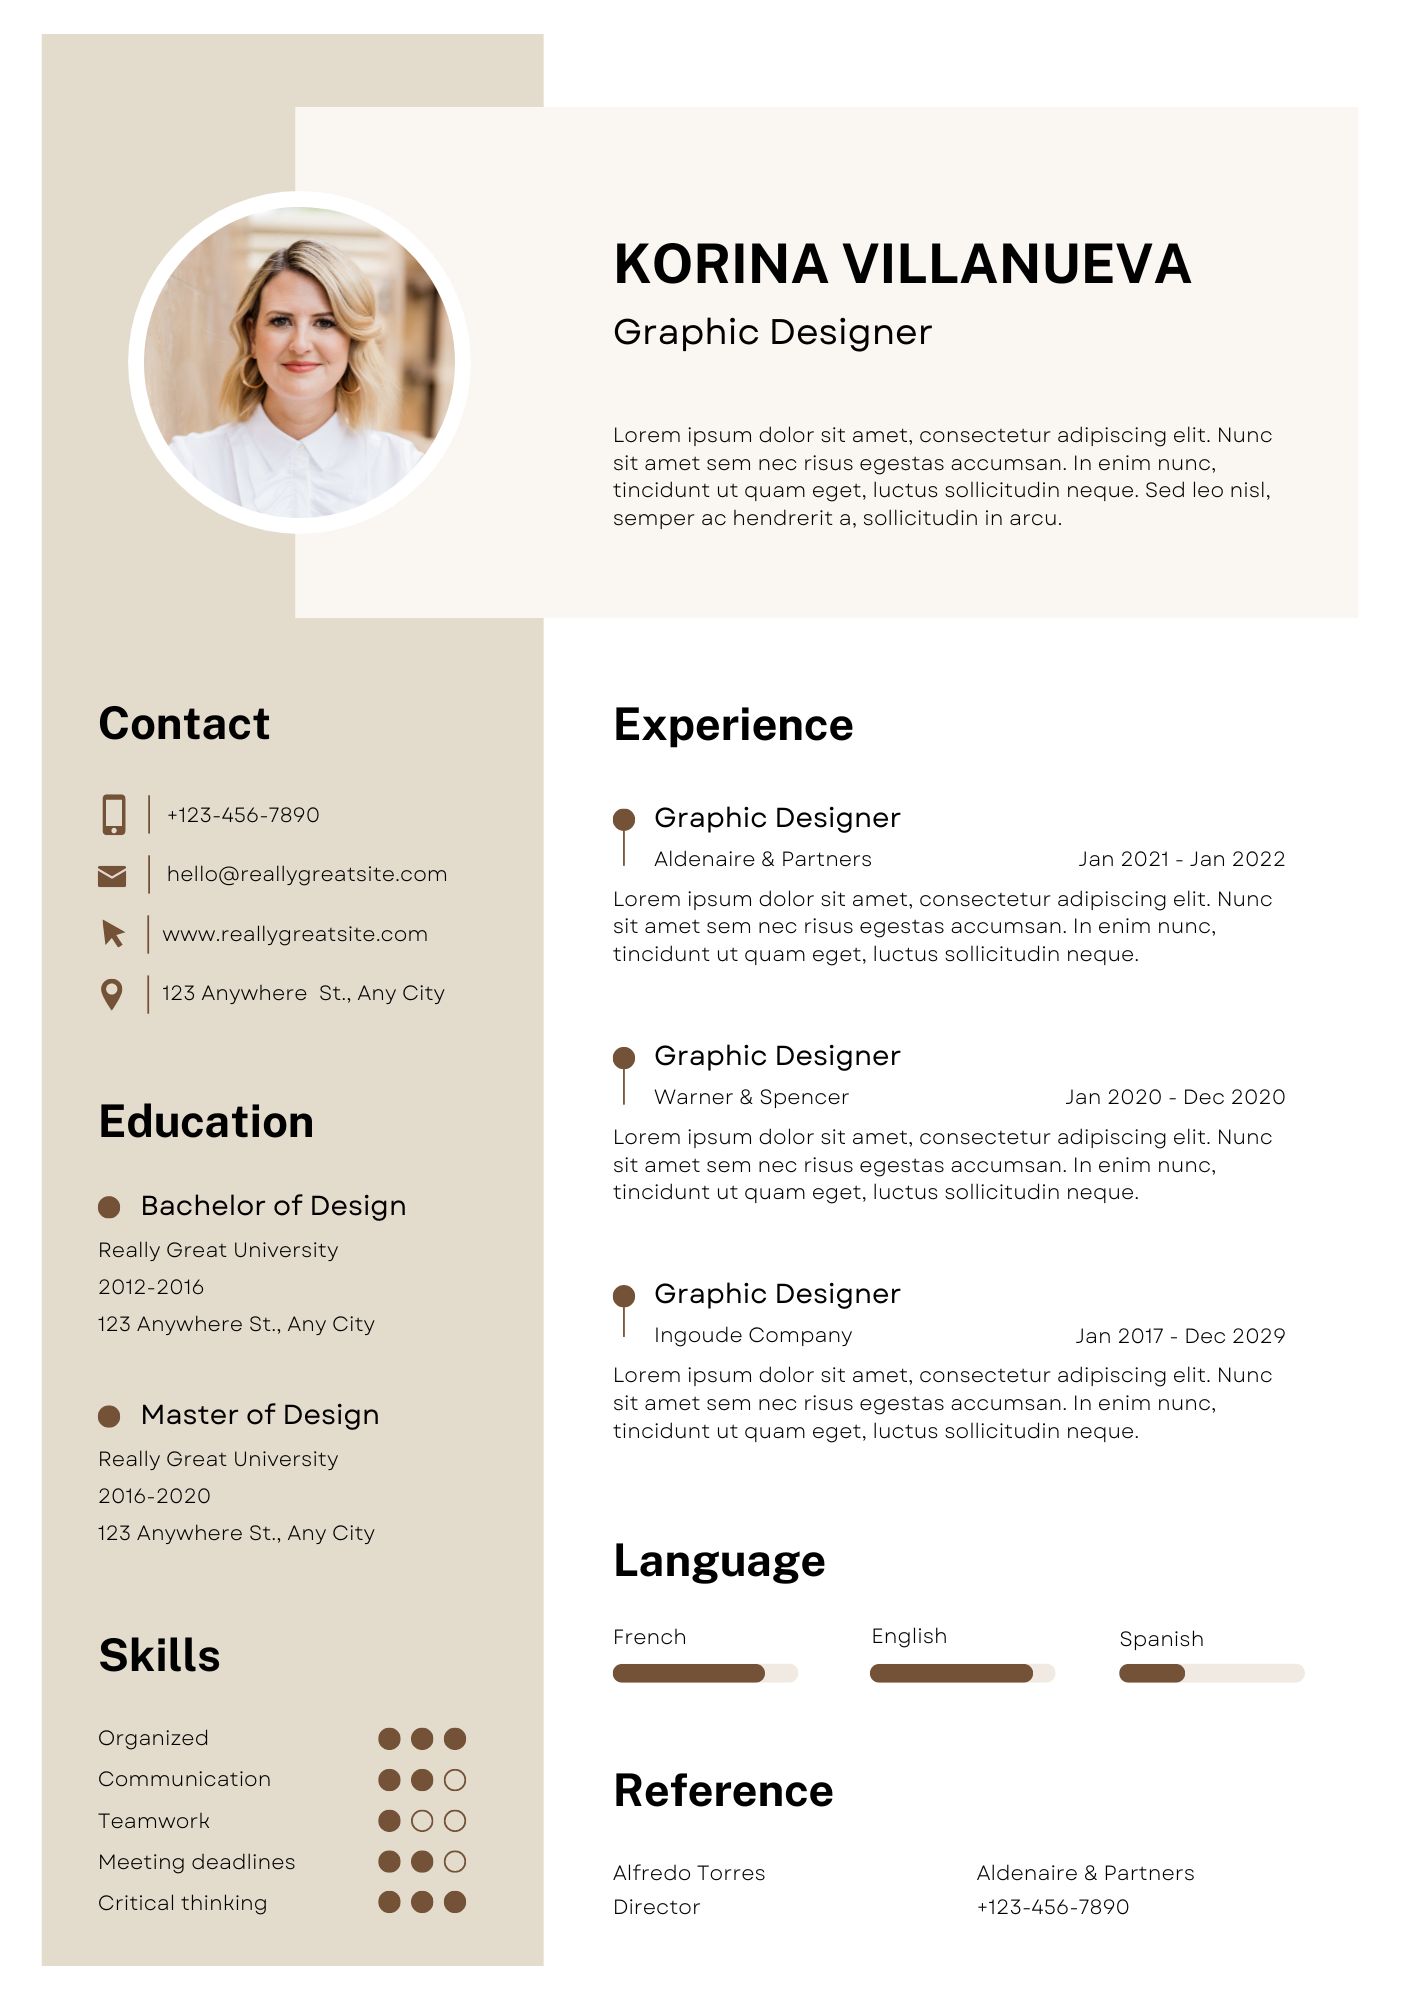 KORINA VILLANUEVA
Graphic Designer
Lorem ipsum dolor sit amet, consectetur adipiscing elit. Nunc
sit amet sem nec risus egestas accumsan. In enim nunc,
tincidunt ut quam eget, luctus sollicitudin neque. Sed leo nisl,
semper ac hendrerit a, sollicitudin in arcu.
Contact
+123-456-7890
hello@reallygreatsite.com
www.reallygreatsite.com
123 Anywhere St., Any City
Education
Bachelor of Design
Really Great University
2012-2016
123 Anywhere St., Any City
Master of Design
Really Great University
2016-2020
123 Anywhere St., Any City
Skills
Organized
Communication
Teamwork
Meeting deadlines
Critical thinking
Experience
Graphic Designer
Aldenaire & Partners Jan 2021 - Jan 2022
Lorem ipsum dolor sit amet, consectetur adipiscing elit. Nunc
sit amet sem nec risus egestas accumsan. In enim nunc,
tincidunt ut quam eget, luctus sollicitudin neque.
Graphic Designer
Warner & Spencer Jan 2020 - Dec 2020
Lorem ipsum dolor sit amet, consectetur adipiscing elit. Nunc
sit amet sem nec risus egestas accumsan. In enim nunc,
tincidunt ut quam eget, luctus sollicitudin neque.
Graphic Designer
Ingoude Company Jan 2017 - Dec 2029
Lorem ipsum dolor sit amet, consectetur adipiscing elit. Nunc
sit amet sem nec risus egestas accumsan. In enim nunc,
tincidunt ut quam eget, luctus sollicitudin neque.
Language
French English Spanish
Reference
Alfredo Torres Aldenaire & Partners
Director +123-456-7890